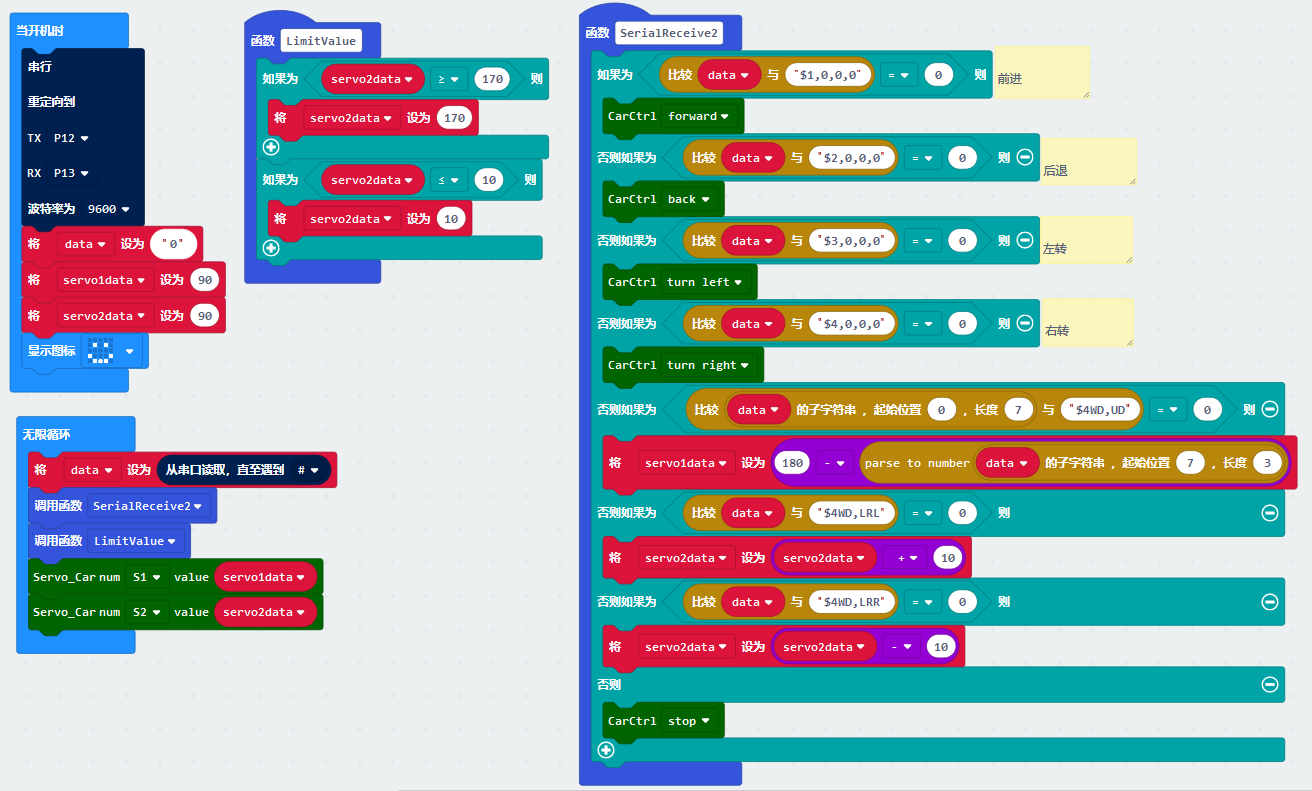 当开机时
串行
重定向到
TX P12
RX P13
波特率为 9600
将 data 设为 "0"
将 servo1data 设为 90
将 servo2data 设为 90
显示图标
无限循环
将 data 设为 从串口读取，直至遇到 #
调用函数 SerialReceive2
调用函数 LimitValue
Servo_Car num S1 value servo1data
Servo_Car num S2 value servo2data
函数 LimitValue
如果为 servo2data ≥ 170 则
将 servo2data 设为 170
如果为 servo2data ≤ 10 则
将 servo2data 设为 10
函数 SerialReceive2
如果为 比较 data 与 "$1,0,0,0" = 0 则 前进
CarCtrl forward
否则如果为 比较 data 与 "$2,0,0,0" = 0 则 后退
CarCtrl back
否则如果为 比较 data 与 "$3,0,0,0" = 0 则 左转
CarCtrl turn left
否则如果为 比较 data 与 "$4,0,0,0" = 0 则 右转
CarCtrl turn right
否则如果为 比较 data 的子字符串，起始位置 0 ，长度 7 与 "$4WD,UD" = 0 则
将 servo1data 设为 180 - parse to number data 的子字符串，起始位置 7 ，长度 3
否则如果为 比较 data 与 "$4WD,LRL" = 0 则
将 servo2data 设为 servo2data + 10
否则如果为 比较 data 与 "$4WD,LRR" = 0 则
将 servo2data 设为 servo2data - 10
否则
CarCtrl stop